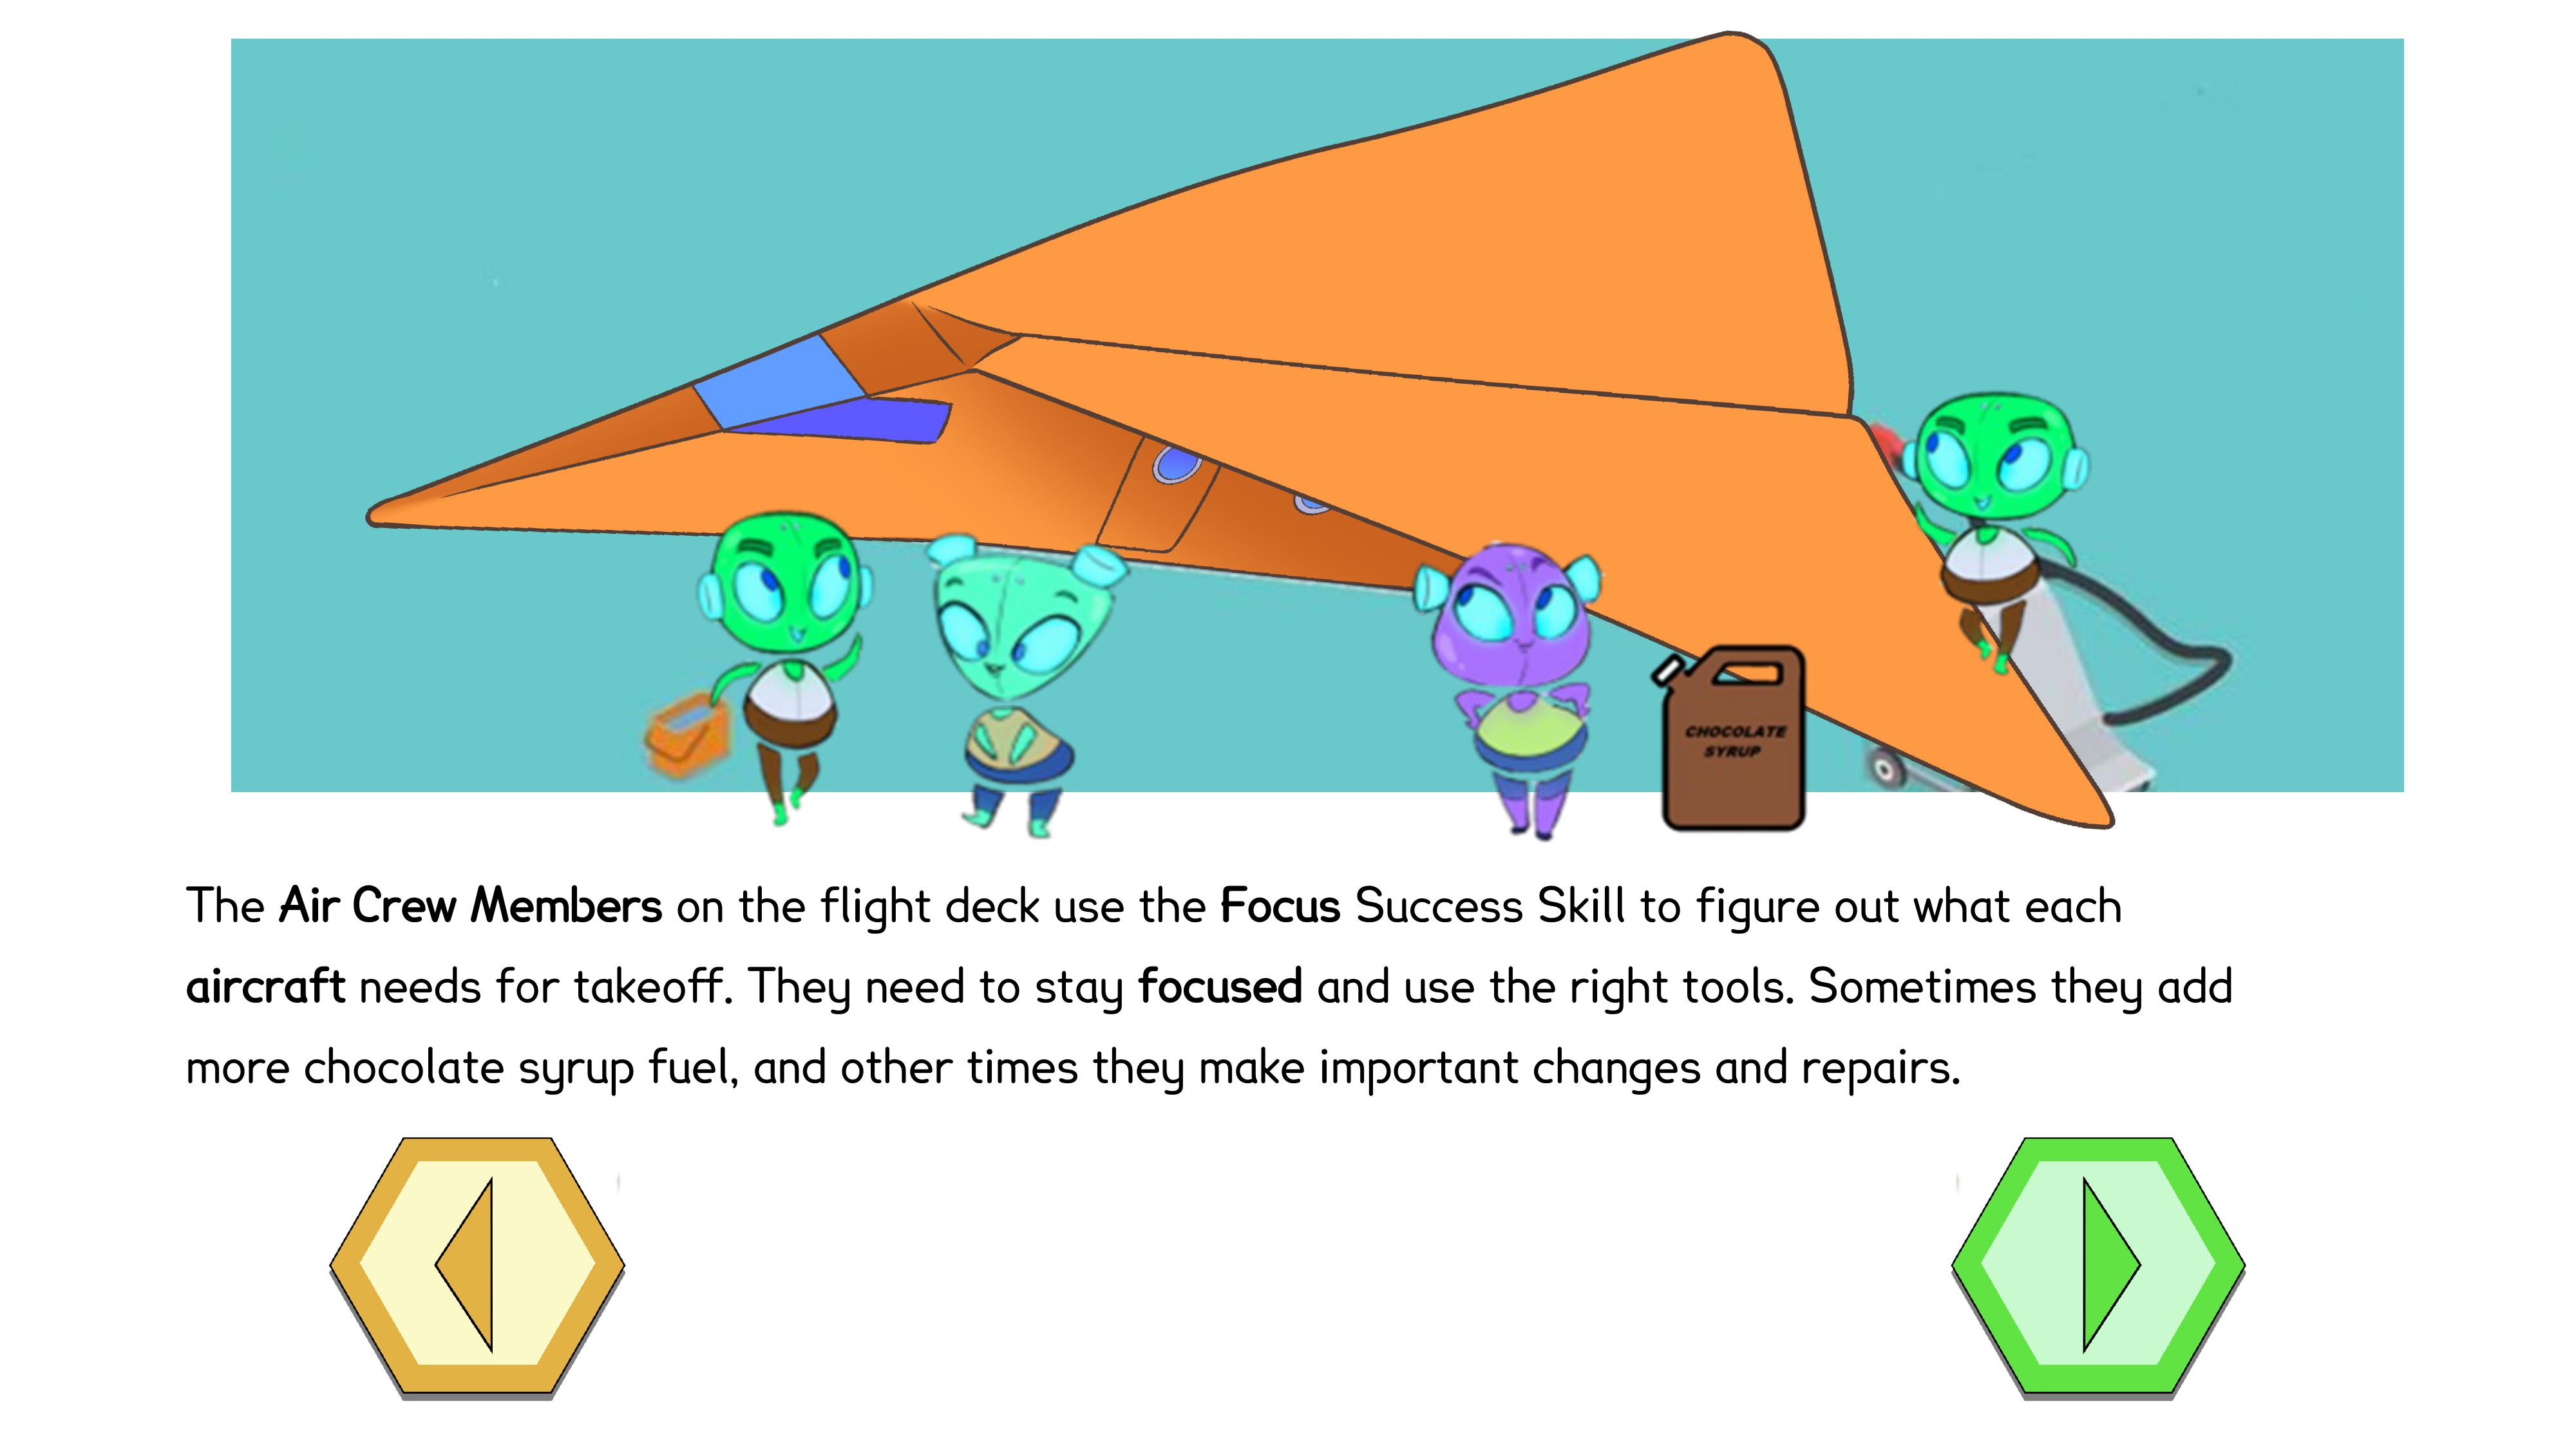 CHOCOLATE
SYRUP
The Air Crew Members on the flight deck use the Focus Success Skill to figure out what each
aircraft needs for takeoff. They need to stay focused and use the right tools. Sometimes they add
more chocolate syrup fuel, and other times they make important changes and repairs.